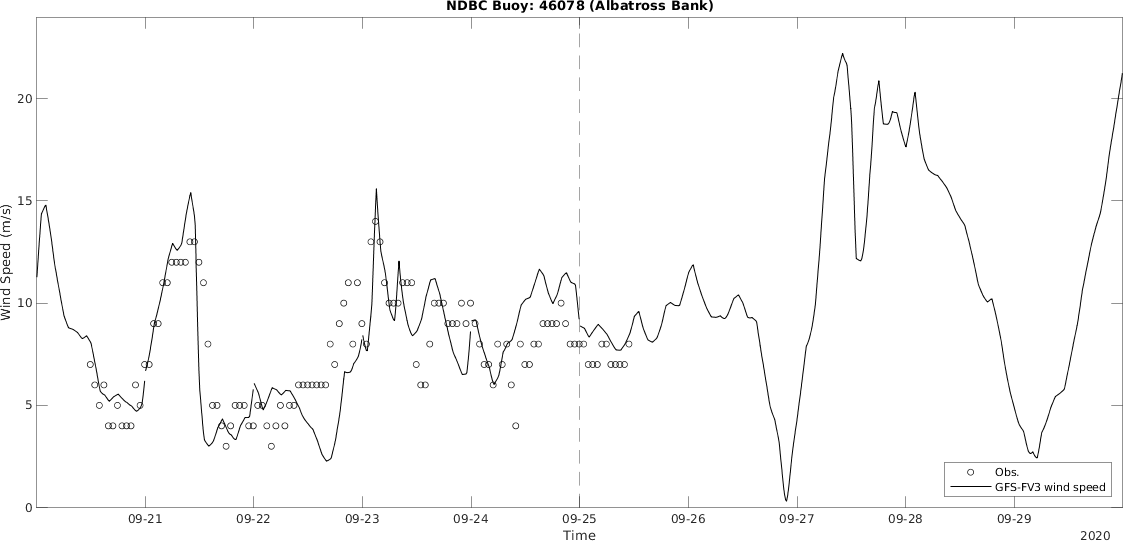 NDBC Buoy: 46078 (Albatross Bank)
Wind Speed (m/s)
20
15
10
5
0
09-21 09-22 09-23 09-24 09-25 09-26 09-27 09-28 09-29
Time
2020
Obs.
GFS-FV3 wind speed